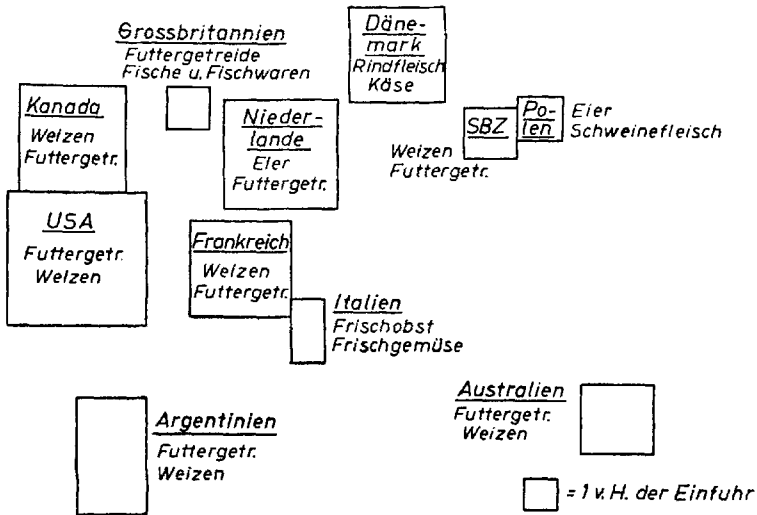 Grossbritannien
Futtergetreide
Fische u. Fischwaren
Däne-
mark
Rindfleisch
Käse
Kanada
Weizen
Futtergetr.
Nieder-
lande
Eier
Futtergetr.
SBZ
Weizen
Futtergetr.
Po-
len
Eier
Schweinefleisch
USA
Futtergetr.
Weizen
Frankreich
Weizen
Futtergetr.
Italien
Frischobst
Frischgemüse
Argentinien
Futtergetr.
Weizen
Australien
Futtergetr.
Weizen
= 1 v. H. der Einfuhr